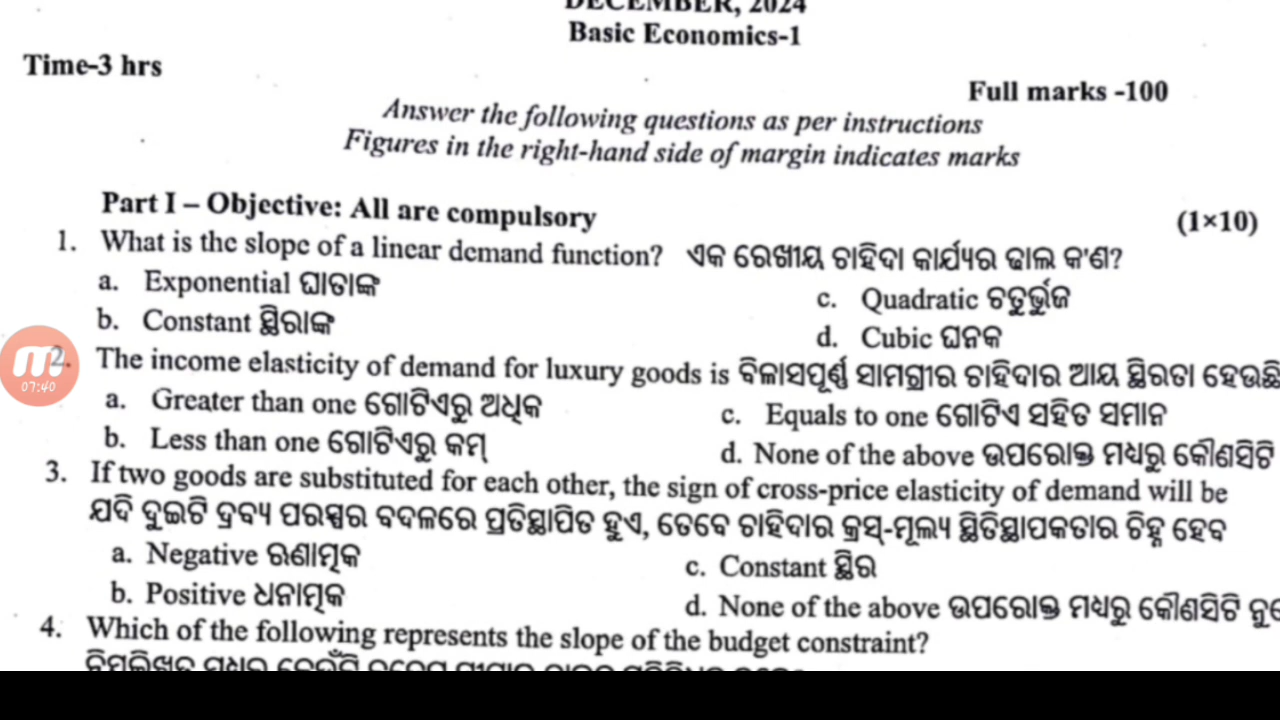 DECEMBER, 2024
Basic Economics-1
Time-3 hrs
Full marks -100
Answer the following questions as per instructions
Figures in the right-hand side of margin indicates marks
Part I – Objective: All are compulsory (1×10)
1. What is the slope of a linear demand function? ଏକ ରେଖୀୟ ଚାହିଦା କାର୍ଯ୍ୟର ଢାଲ କ'ଣ?
a. Exponential ଘାତାଙ୍କ
c. Quadratic ଚତୁର୍ଭୁଜ
b. Constant ସ୍ଥିରାଙ୍କ
d. Cubic ଘନକ
2. The income elasticity of demand for luxury goods is ବିଳାସପୂର୍ଣ୍ଣ ସାମଗ୍ରୀର ଚାହିଦାର ଆୟ ସ୍ଥିରତା ହେଉଛି
a. Greater than one ଗୋଟିଏରୁ ଅଧିକ
c. Equals to one ଗୋଟିଏ ସହିତ ସମାନ
b. Less than one ଗୋଟିଏରୁ କମ୍
d. None of the above ଉପରୋକ୍ତ ମଧ୍ୟରୁ କୌଣସିଟି
3. If two goods are substituted for each other, the sign of cross-price elasticity of demand will be
ଯଦି ଦୁଇଟି ଦ୍ରବ୍ୟ ପରସ୍ପର ବଦଳରେ ପ୍ରତିସ୍ଥାପିତ ହୁଏ, ତେବେ ଚାହିଦାର କ୍ରସ୍-ମୂଲ୍ୟ ସ୍ଥିତିସ୍ଥାପକତାର ଚିହ୍ନ ହେବ
a. Negative ଋଣାତ୍ମକ
c. Constant ସ୍ଥିର
b. Positive ଧନାତ୍ମକ
d. None of the above ଉପରୋକ୍ତ ମଧ୍ୟରୁ କୌଣସିଟି
4. Which of the following represents the slope of the budget constraint?
07:40